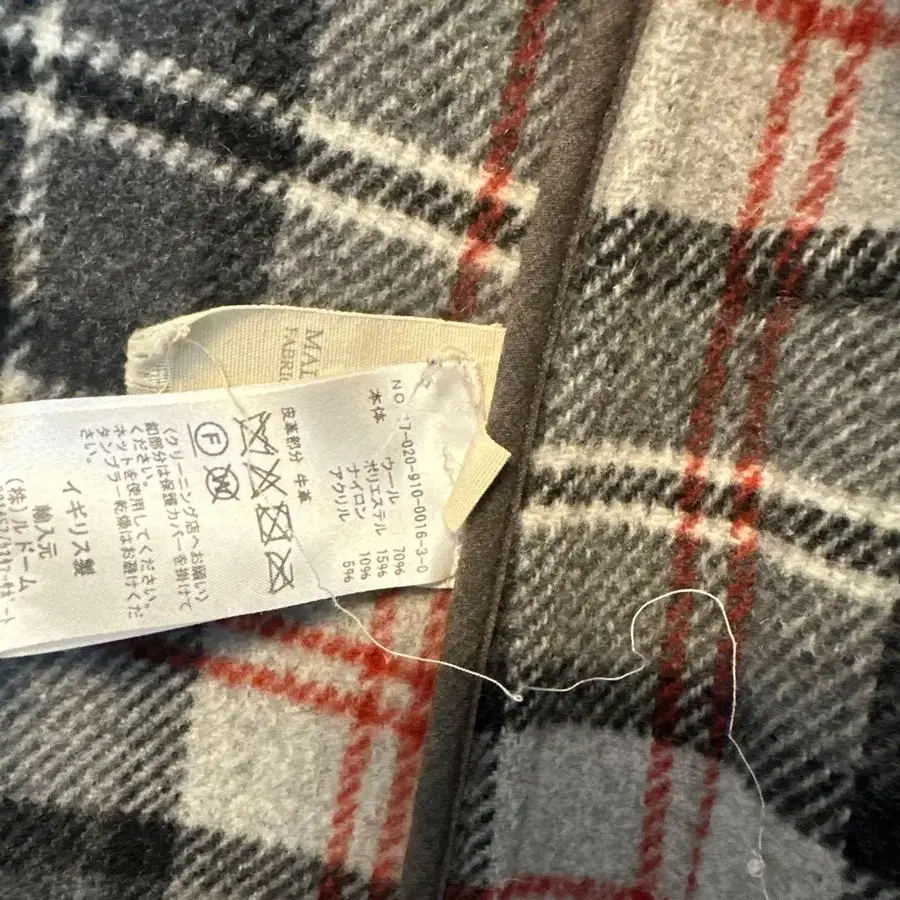 MAI
FABRI
NO. 17-020-910-0016-3-0
本体
ウール 70%
ポリエステル 15%
ナイロン 10%
アクリル 5%
皮革部分 牛革
F
W
〈クリーニング店へお願い〉
釦部分は保護カバーを掛けて
ください。
ネットを使用してください。
タンブラー乾燥はお避けくだ
さい。
イギリス製
輸入元
(株)ルドーム